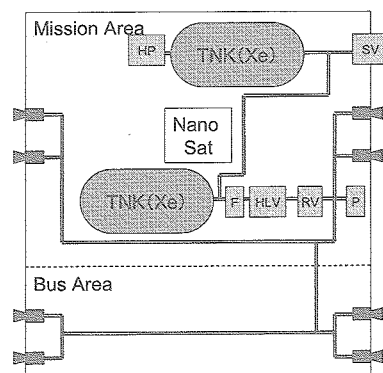 Mission Area
HP
TNK(Xe)
SV
Nano
Sat
TNK(Xe)
F
HLV
RV
P
Bus Area